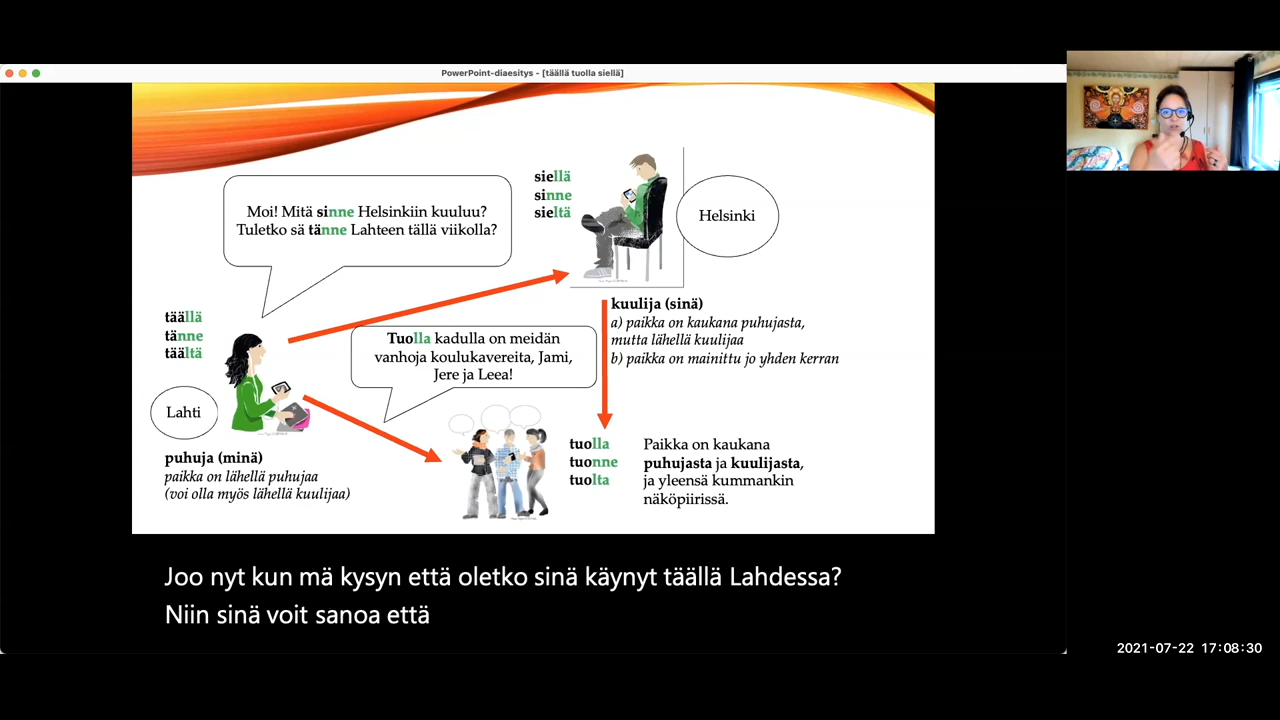 PowerPoint-diaesitys - [täällä tuolla siellä]
Moi! Mitä sinne Helsinkiin kuuluu?
Tuletko sä tänne Lahteen tällä viikolla?
siellä
sinne
sieltä
Helsinki
täällä
tänne
täältä
Lahti
puhuja (minä)
paikka on lähellä puhujaa
(voi olla myös lähellä kuulijaa)
Tuolla kadulla on meidän
vanhoja koulukavereita, Jami,
Jere ja Leea!
kuulija (sinä)
a) paikka on kaukana puhujasta,
mutta lähellä kuulijaa
b) paikka on mainittu jo yhden kerran
tuolla
tuonne
tuolta
Paikka on kaukana
puhujasta ja kuulijasta,
ja yleensä kummankin
näköpiirissä.
Joo nyt kun mä kysyn että oletko sinä käynyt täällä Lahdessa?
Niin sinä voit sanoa että
2021-07-22 17:08:30